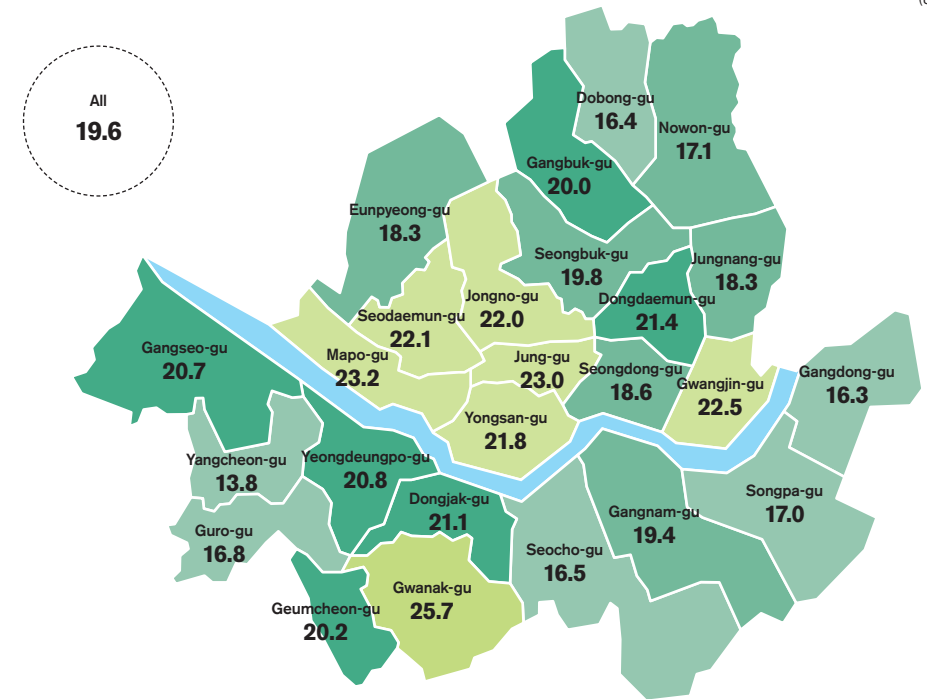 All
19.6
Dobong-gu
16.4
Nowon-gu
17.1
Gangbuk-gu
20.0
Eunpyeong-gu
18.3
Seongbuk-gu
19.8
Jungnang-gu
18.3
Dongdaemun-gu
21.4
Jongno-gu
22.0
Seodaemun-gu
22.1
Gangseo-gu
20.7
Mapo-gu
23.2
Jung-gu
23.0
Seongdong-gu
18.6
Gwangjin-gu
22.5
Gangdong-gu
16.3
Yongsan-gu
21.8
Yangcheon-gu
13.8
Yeongdeungpo-gu
20.8
Dongjak-gu
21.1
Songpa-gu
17.0
Gangnam-gu
19.4
Guro-gu
16.8
Seocho-gu
16.5
Gwanak-gu
25.7
Geumcheon-gu
20.2